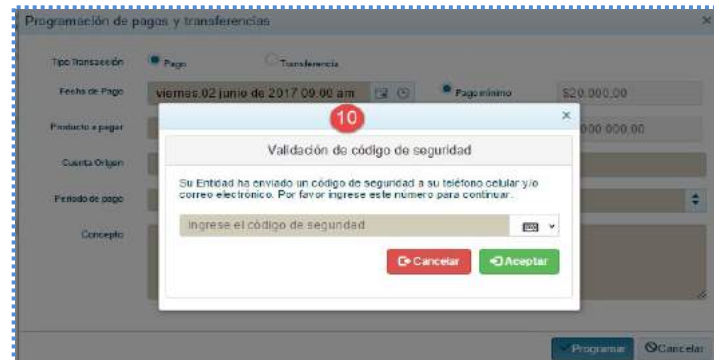 Programación de pagos y transferencias ×
Tipo Transacción Pago Transferencia
Fecha de Pago viernes,02 junio de 2017 09:00 am Pago mínimo $20.000,00
10
Producto a pagar × 000.000,00
Validación de código de seguridad
Cuenta Origen
Su Entidad ha enviado un código de seguridad a su teléfono celular y/o
correo electrónico. Por favor ingrese este número para continuar.
Periodo de pago
Ingrese el código de seguridad
Concepto
Cancelar Aceptar
Programar Cancelar